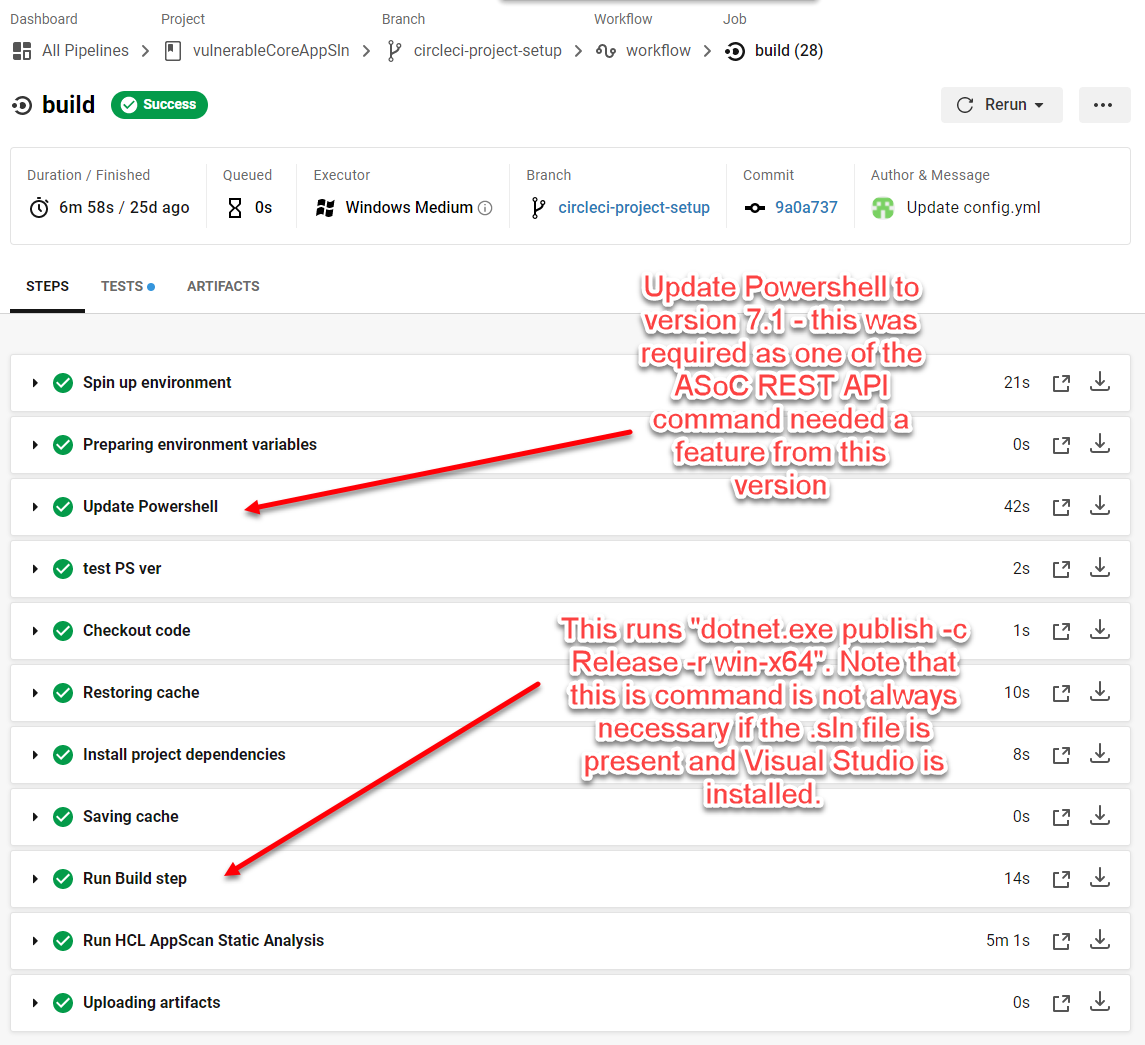 Dashboard Project Branch Workflow Job
All Pipelines vulnerableCoreAppSln circleci-project-setup workflow build (28)
build Success Rerun
Duration / Finished Queued Executor Branch Commit Author & Message
6m 58s / 25d ago 0s Windows Medium circleci-project-setup 9a0a737 Update config.yml
STEPS TESTS ARTIFACTS
Update Powershell to
version 7.1 - this was
required as one of the
ASoC REST API
command needed a
feature from this
version
Spin up environment 21s
Preparing environment variables 0s
Update Powershell 42s
test PS ver 2s
Checkout code 1s
This runs "dotnet.exe publish -c
Release -r win-x64". Note that
this is command is not always
necessary if the .sln file is
present and Visual Studio is
installed.
Restoring cache 10s
Install project dependencies 8s
Saving cache 0s
Run Build step 14s
Run HCL AppScan Static Analysis 5m 1s
Uploading artifacts 0s